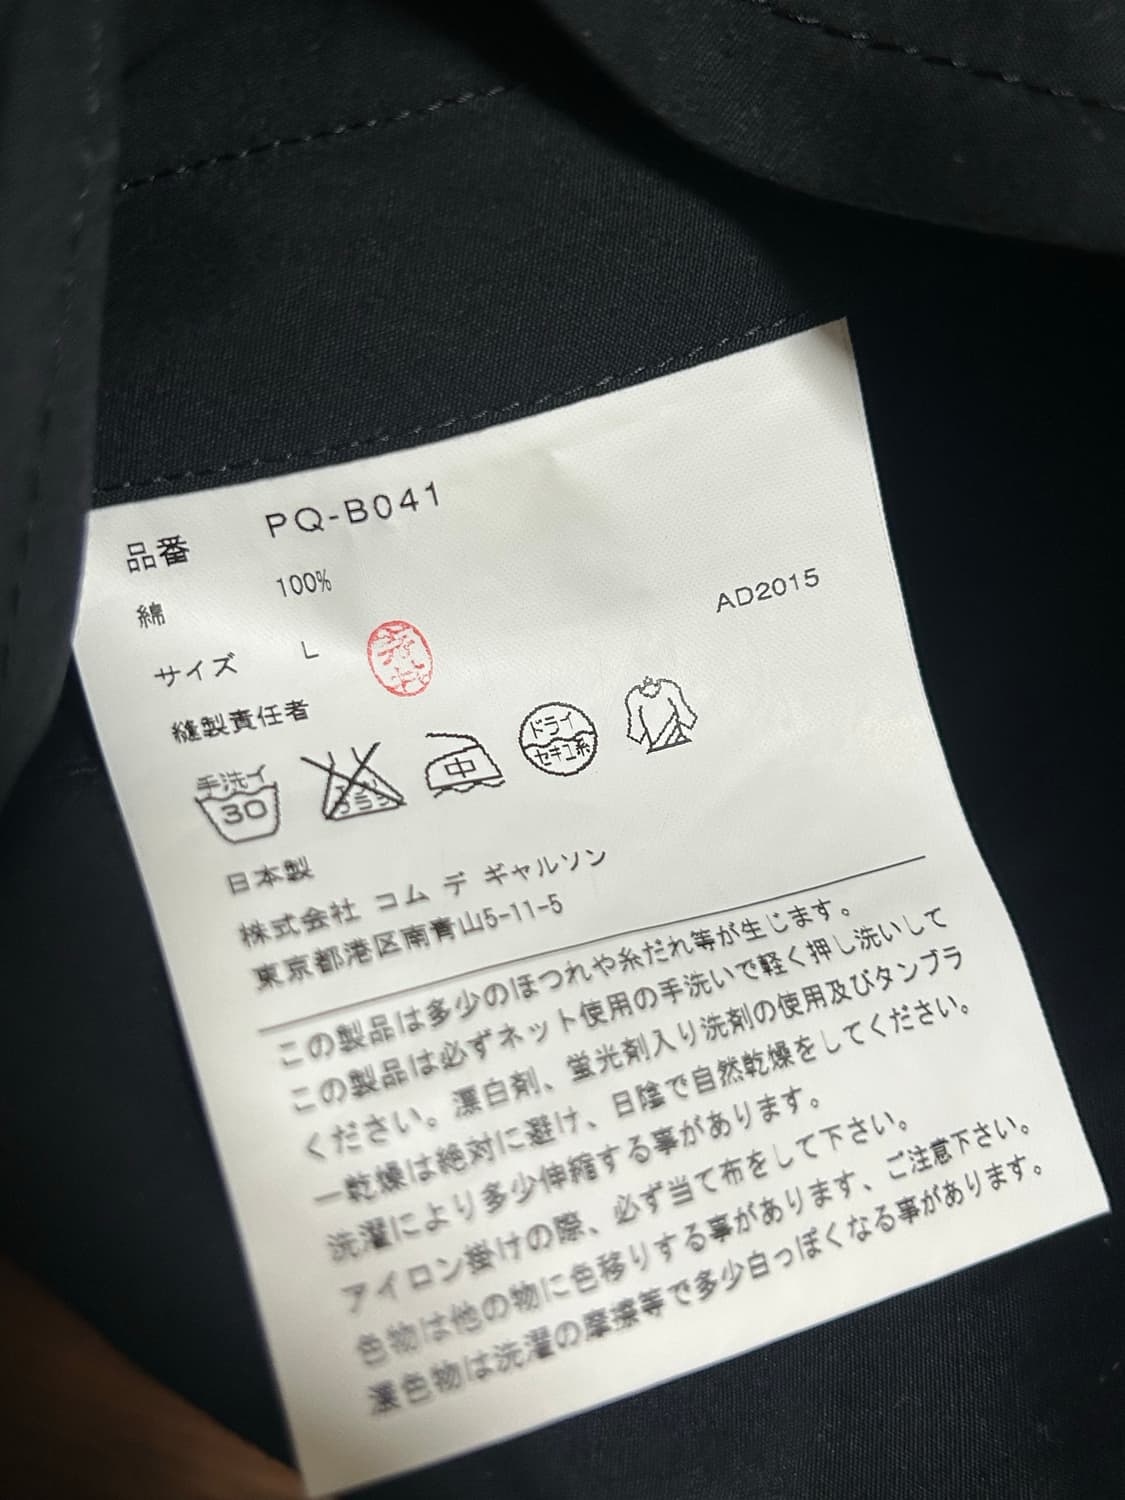 品番 PQ-B041
綿 100%
AD2015
サイズ L
縫製責任者
手洗イ 30
中
ドライ
セキユ系
日本製
株式会社 コム デ ギャルソン
東京都港区南青山5-11-5
この製品は多少のほつれや糸だれ等が生じます。
この製品は必ずネット使用の手洗いで軽く押し洗いして
ください。漂白剤、蛍光剤入り洗剤の使用及びタンブラ
ー乾燥は絶対に避け、日陰で自然乾燥をしてください。
洗濯により多少伸縮する事があります。
アイロン掛けの際、必ず当て布をして下さい。
色物は他の物に色移りする事があります、ご注意下さい。
濃色物は洗濯の摩擦等で多少白っぽくなる事があります。